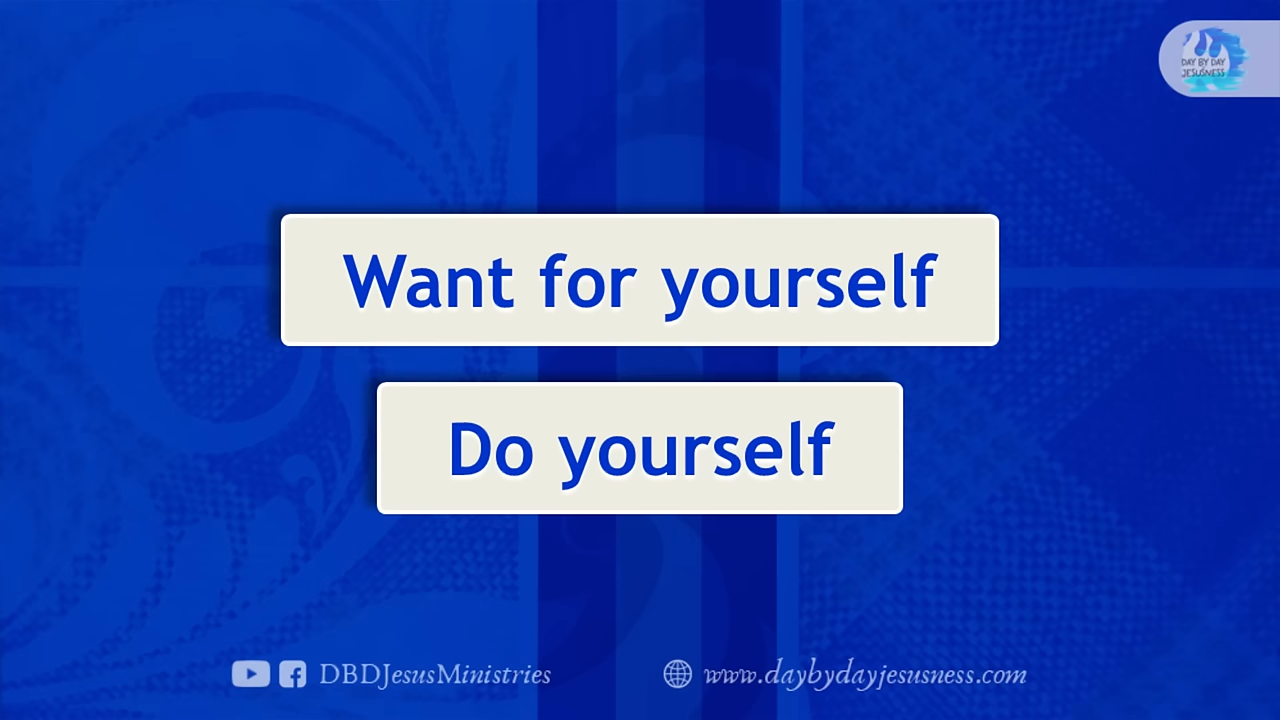 DAY BY DAY
JESUSNESS
Want for yourself
Do yourself
DBDJesusMinistries
www.daybydayjesusness.com